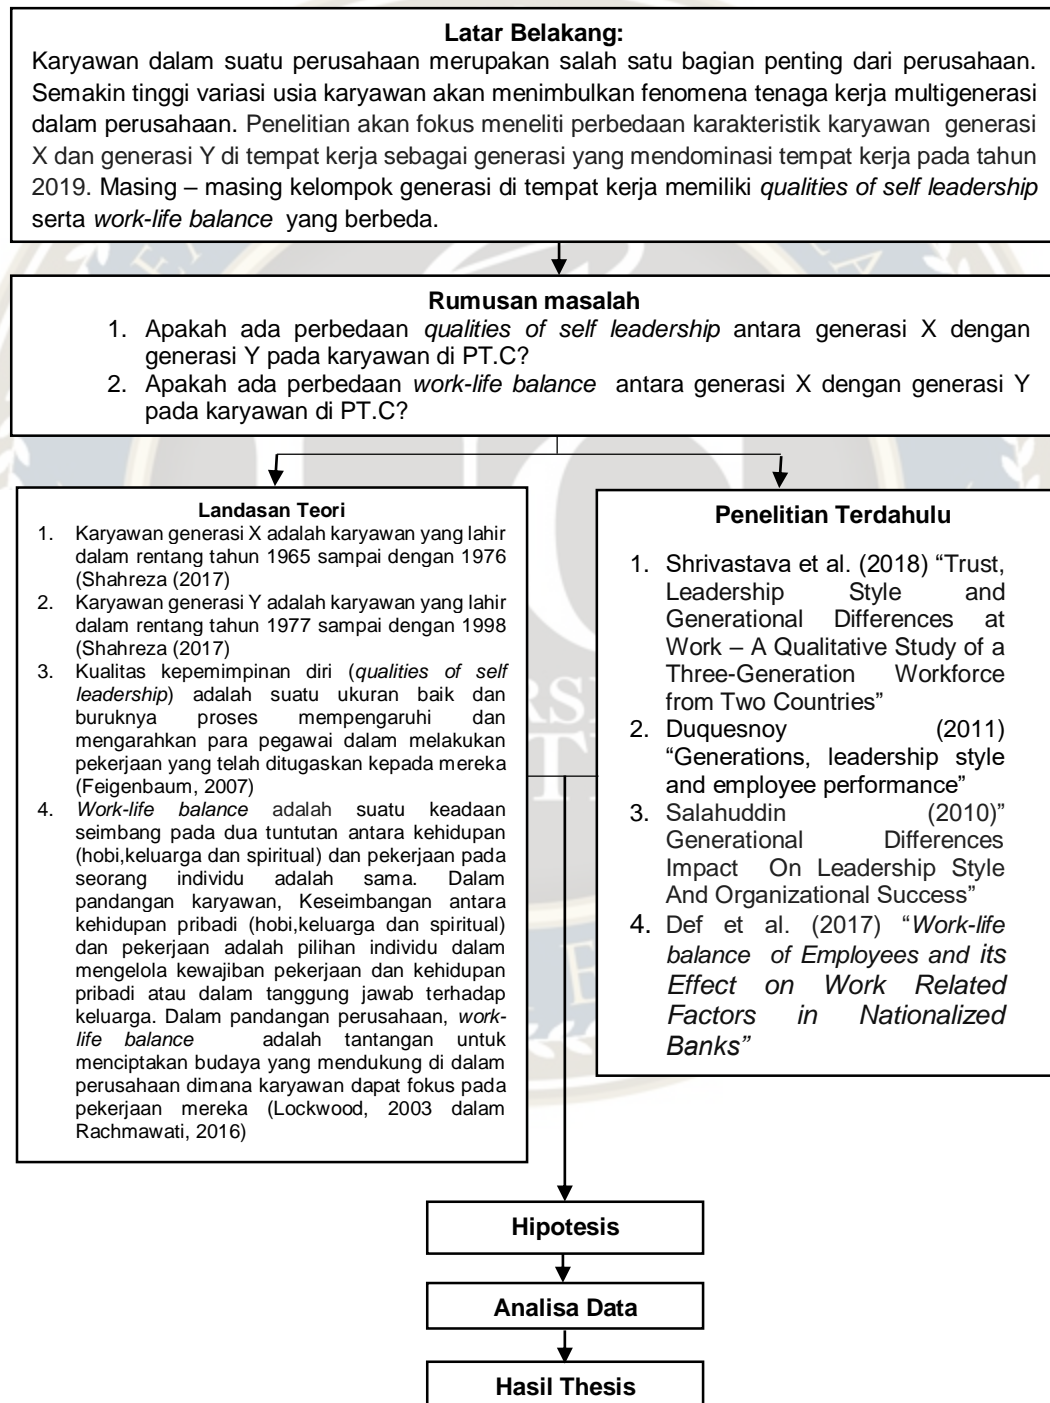 Latar Belakang:
Karyawan dalam suatu perusahaan merupakan salah satu bagian penting dari perusahaan.
Semakin tinggi variasi usia karyawan akan menimbulkan fenomena tenaga kerja multigenerasi
dalam perusahaan. Penelitian akan fokus meneliti perbedaan karakteristik karyawan generasi
X dan generasi Y di tempat kerja sebagai generasi yang mendominasi tempat kerja pada tahun
2019. Masing – masing kelompok generasi di tempat kerja memiliki qualities of self leadership
serta work-life balance yang berbeda.
Rumusan masalah
1. Apakah ada perbedaan qualities of self leadership antara generasi X dengan
generasi Y pada karyawan di PT.C?
2. Apakah ada perbedaan work-life balance antara generasi X dengan generasi Y
pada karyawan di PT.C?
Landasan Teori
1. Karyawan generasi X adalah karyawan yang lahir
dalam rentang tahun 1965 sampai dengan 1976
(Shahreza (2017)
2. Karyawan generasi Y adalah karyawan yang lahir
dalam rentang tahun 1977 sampai dengan 1998
(Shahreza (2017)
3. Kualitas kepemimpinan diri (qualities of self
leadership) adalah suatu ukuran baik dan
buruknya proses mempengaruhi dan
mengarahkan para pegawai dalam melakukan
pekerjaan yang telah ditugaskan kepada mereka
(Feigenbaum, 2007)
4. Work-life balance adalah suatu keadaan
seimbang pada dua tuntutan antara kehidupan
(hobi,keluarga dan spiritual) dan pekerjaan pada
seorang individu adalah sama. Dalam
pandangan karyawan, Keseimbangan antara
kehidupan pribadi (hobi,keluarga dan spiritual)
dan pekerjaan adalah pilihan individu dalam
mengelola kewajiban pekerjaan dan kehidupan
pribadi atau dalam tanggung jawab terhadap
keluarga. Dalam pandangan perusahaan, work-
life balance adalah tantangan untuk
menciptakan budaya yang mendukung di dalam
perusahaan dimana karyawan dapat fokus pada
pekerjaan mereka (Lockwood, 2003 dalam
Rachmawati, 2016)
Penelitian Terdahulu
1. Shrivastava et al. (2018) “Trust,
Leadership Style and
Generational Differences at
Work – A Qualitative Study of a
Three-Generation Workforce
from Two Countries”
2. Duquesnoy (2011)
“Generations, leadership style
and employee performance”
3. Salahuddin (2010)”
Generational Differences
Impact On Leadership Style
And Organizational Success”
4. Def et al. (2017) “Work-life
balance of Employees and its
Effect on Work Related
Factors in Nationalized
Banks”
Hipotesis
Analisa Data
Hasil Thesis